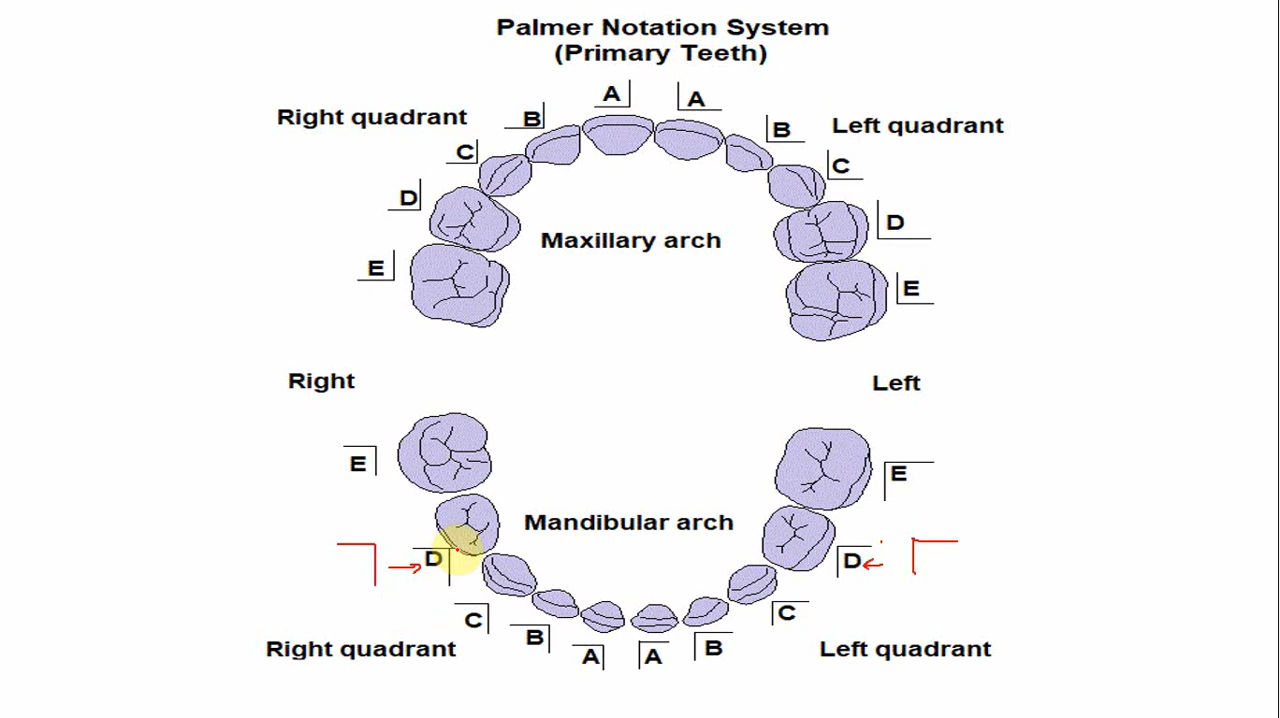 Palmer Notation System
(Primary Teeth)
A A
Right quadrant B B Left quadrant
C C
D D
Maxillary arch
E E
Right Left
E E
Mandibular arch
D D
C C
B A A B
Right quadrant Left quadrant